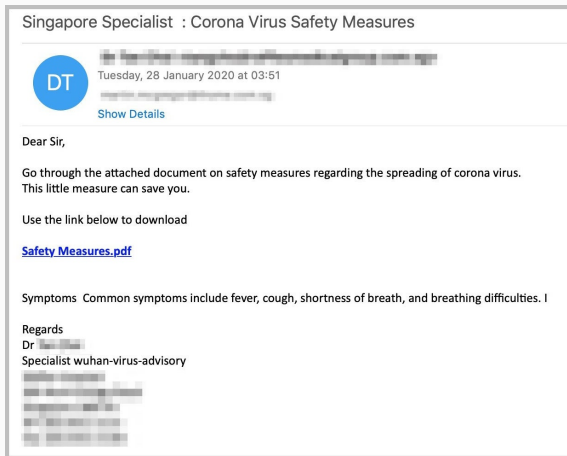 Singapore Specialist : Corona Virus Safety Measures
DT
Tuesday, 28 January 2020 at 03:51
Show Details
Dear Sir,
Go through the attached document on safety measures regarding the spreading of corona virus.
This little measure can save you.
Use the link below to download
Safety Measures.pdf
Symptoms  Common symptoms include fever, cough, shortness of breath, and breathing difficulties. I
Regards
Dr
Specialist wuhan-virus-advisory